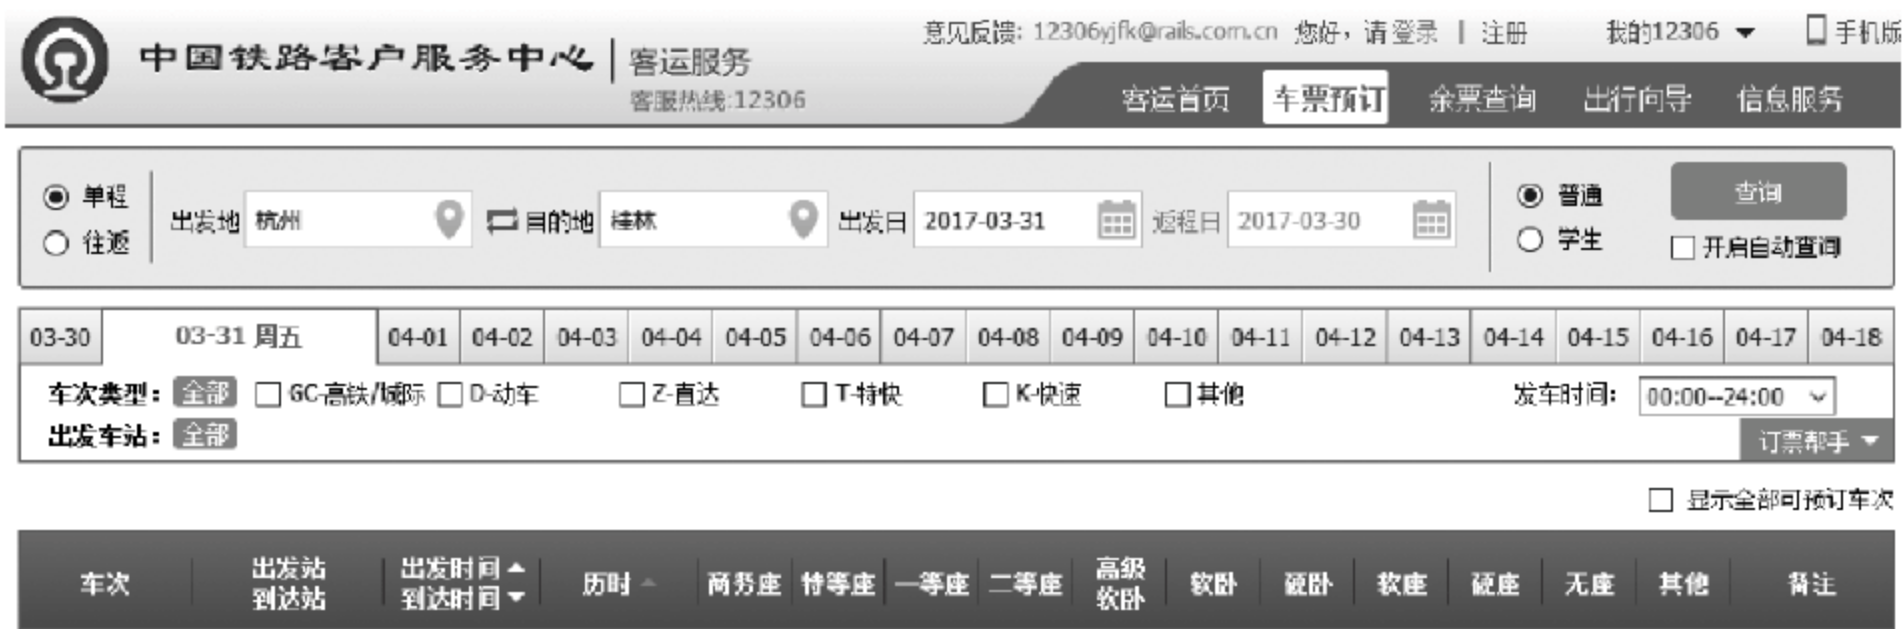 意见反馈: 12306yjfk@rails.com.cn 您好，请登录 | 注册 我的12306 手机版
中国铁路客户服务中心 | 客运服务
客服热线:12306
客运首页 车票预订 余票查询 出行向导 信息服务
单程
往返
出发地 杭州 目的地 桂林 出发日 2017-03-31 返程日 2017-03-30
普通
学生
查询
开启自动查询
03-30 03-31 周五 04-01 04-02 04-03 04-04 04-05 04-06 04-07 04-08 04-09 04-10 04-11 04-12 04-13 04-14 04-15 04-16 04-17 04-18
车次类型: 全部 GC-高铁/城际 D-动车 Z-直达 T-特快 K-快速 其他 发车时间: 00:00--24:00
出发车站: 全部
订票帮手
显示全部可预订车次
车次 出发站 到达站 出发时间 到达时间 历时 商务座 特等座 一等座 二等座 高级软卧 软卧 硬卧 软座 硬座 无座 其他 备注